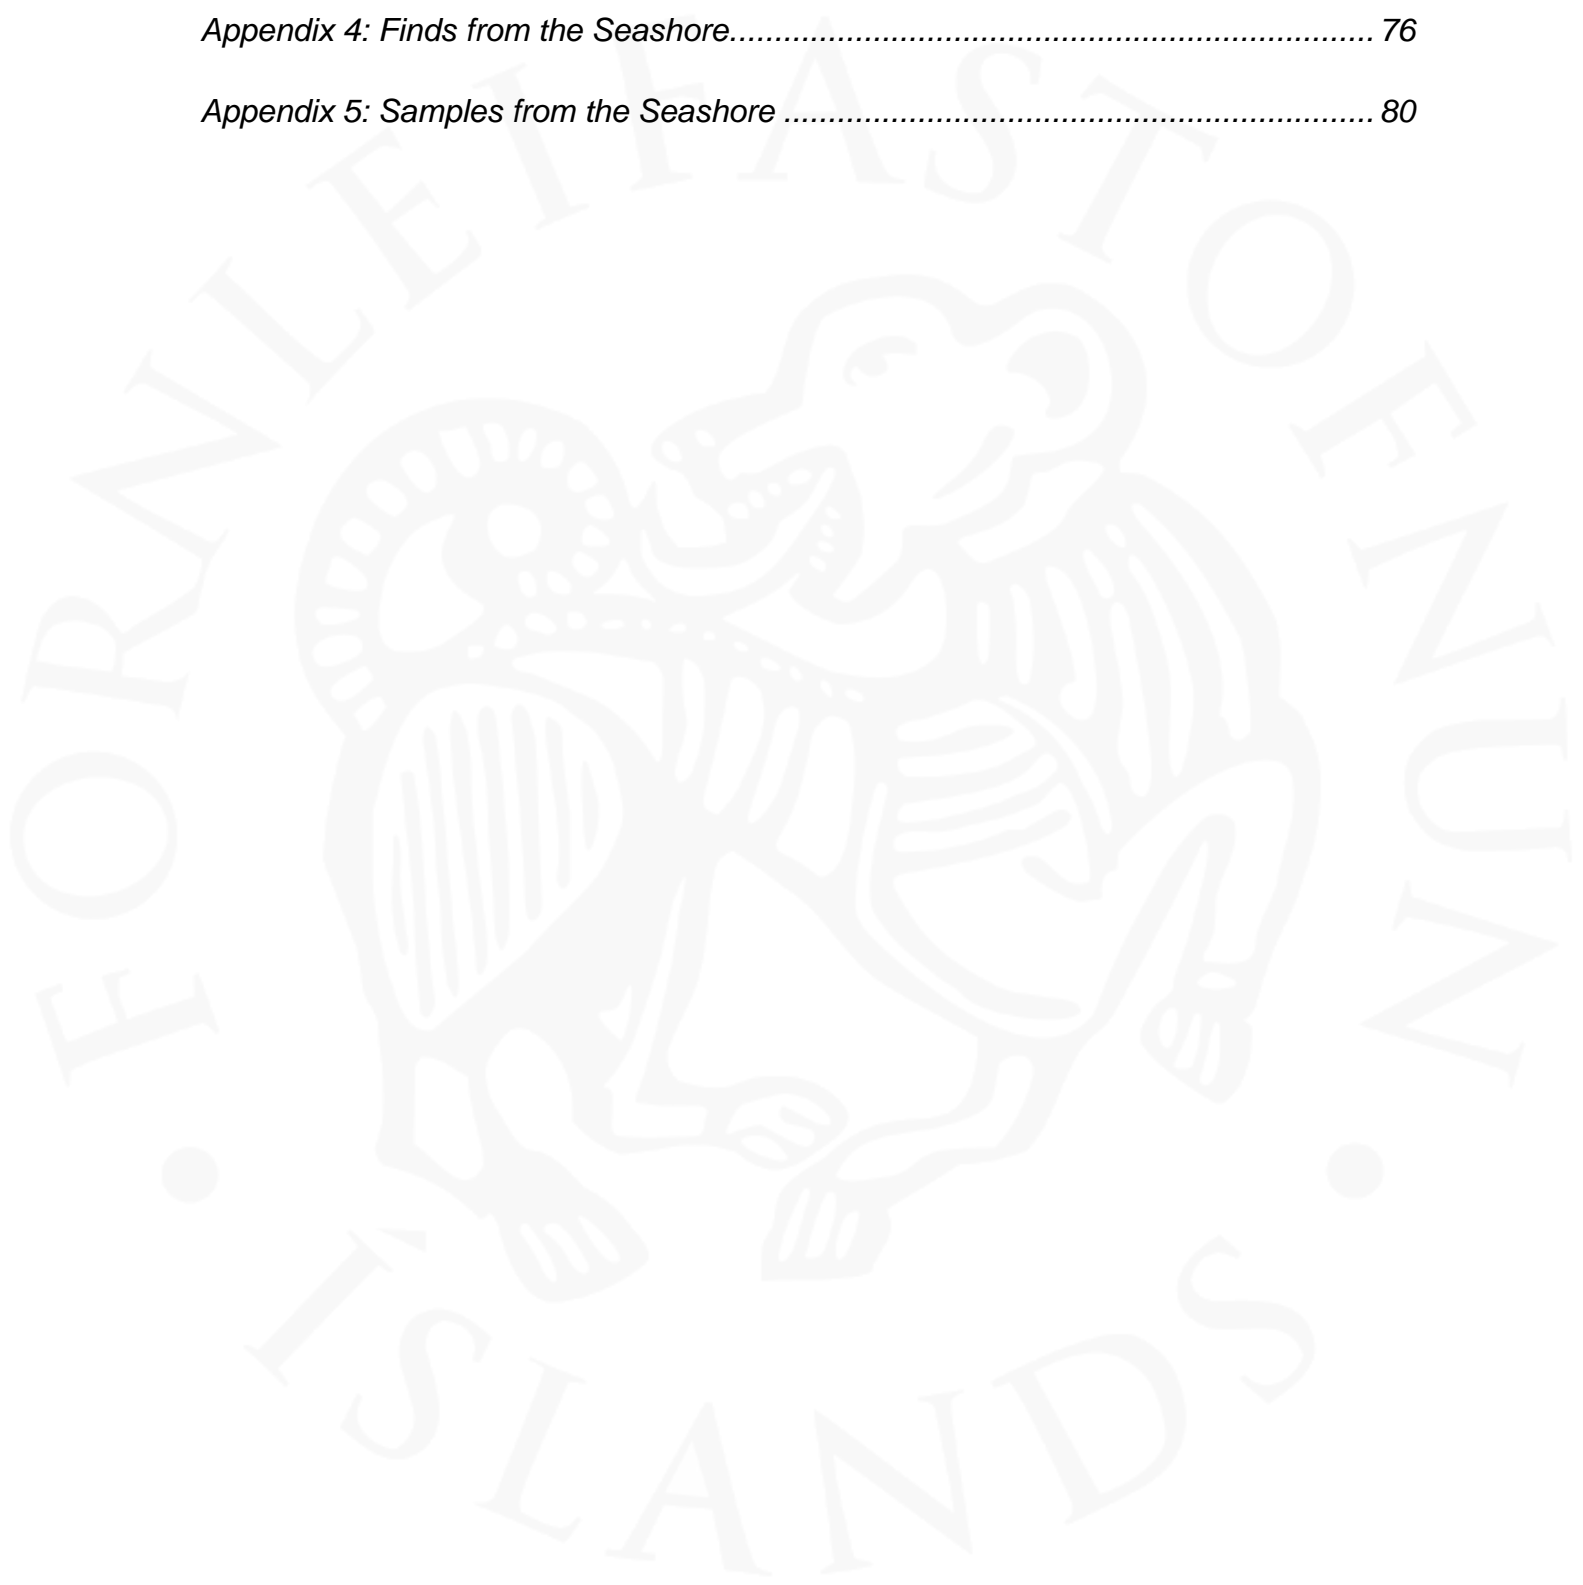 Appendix 4: Finds from the Seashore........................................................................ 76
Appendix 5: Samples from the Seashore .................................................................. 80
FORNLEIFASTOFNUN
• ÍSLANDS •